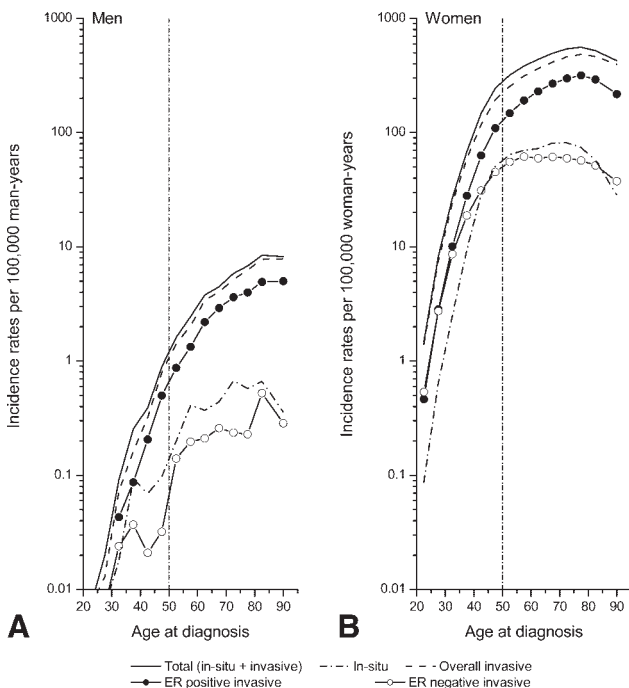 Men
Incidence rates per 100,000 man-years
1000
100
10
1
0.1
0.01
20 30 40 50 60 70 80 90
Age at diagnosis
A
Women
Incidence rates per 100,000 woman-years
1000
100
10
1
0.1
0.01
20 30 40 50 60 70 80 90
Age at diagnosis
B
Total (in-situ + invasive) In-situ Overall invasive
ER positive invasive ER negative invasive